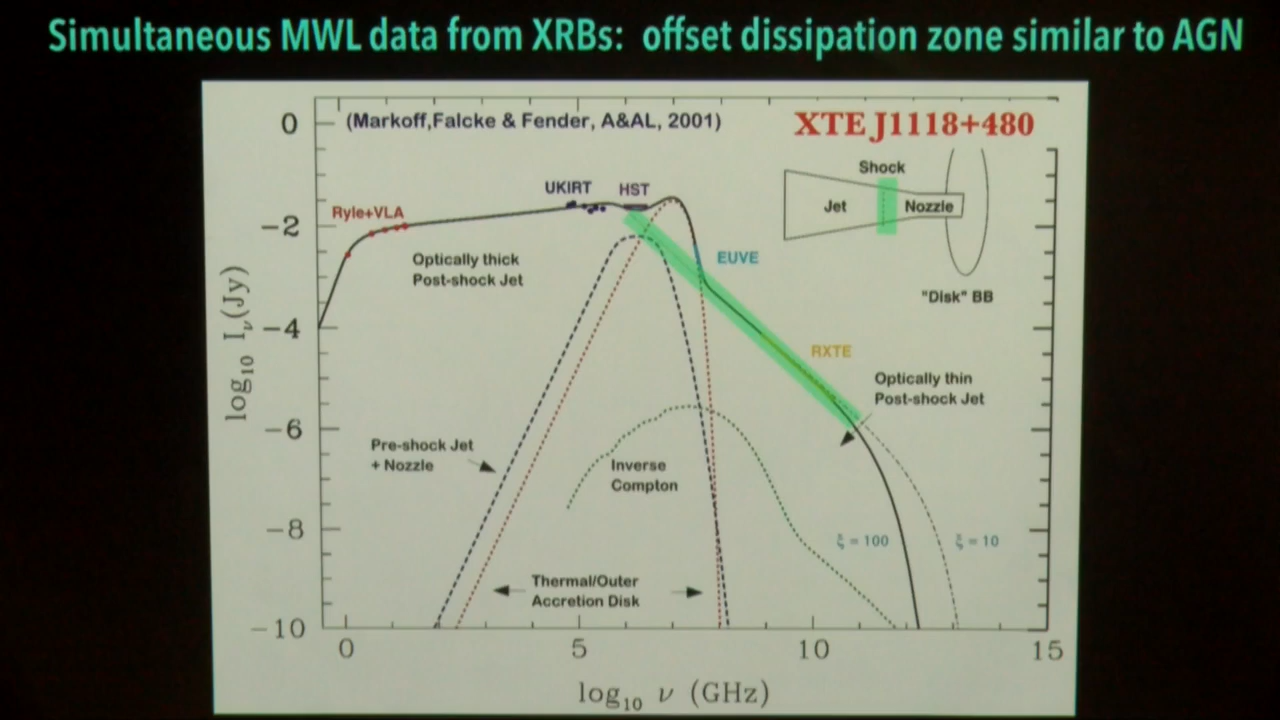 Simultaneous MWL data from XRBs: offset dissipation zone similar to AGN
(Markoff,Falcke & Fender, A&AL, 2001)
XTE J1118+480
Shock
Jet
Nozzle
"Disk" BB
UKIRT
HST
Ryle+VLA
Optically thick
Post-shock Jet
EUVE
RXTE
Optically thin
Post-shock Jet
Pre-shock Jet
+ Nozzle
Inverse
Compton
ξ = 100
ξ = 10
Thermal/Outer
Accretion Disk
0
−2
−4
−6
−8
−10
log₁₀ Iᵥ(Jy)
0
5
10
15
log₁₀ ν (GHz)